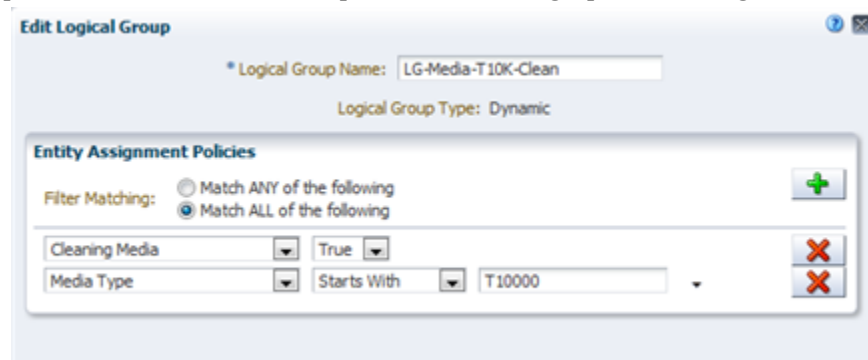 Edit Logical Group
* Logical Group Name: LG-Media-T10K-Clean
Logical Group Type: Dynamic
Entity Assignment Policies
Filter Matching:
Match ANY of the following
Match ALL of the following
Cleaning Media True
Media Type Starts With T10000